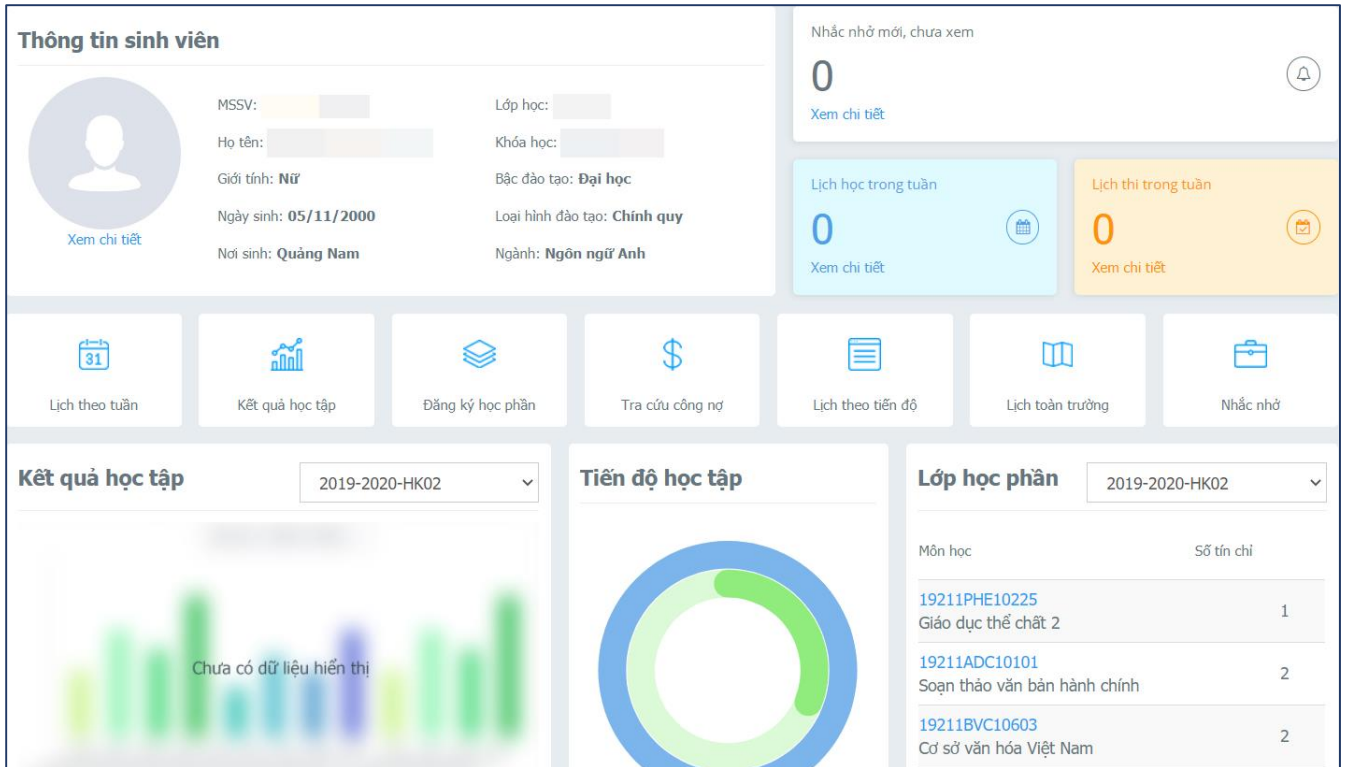 Thông tin sinh viên
MSSV:
Họ tên:
Giới tính: Nữ
Ngày sinh: 05/11/2000
Nơi sinh: Quảng Nam
Xem chi tiết
Lớp học:
Khóa học:
Bậc đào tạo: Đại học
Loại hình đào tạo: Chính quy
Ngành: Ngôn ngữ Anh
Nhắc nhở mới, chưa xem
0
Xem chi tiết
Lịch học trong tuần
0
Xem chi tiết
Lịch thi trong tuần
0
Xem chi tiết
31
Lịch theo tuần
Kết quả học tập
Đăng ký học phần
$
Tra cứu công nợ
Lịch theo tiến độ
Lịch toàn trường
Nhắc nhở
Kết quả học tập
2019-2020-HK02
Chưa có dữ liệu hiển thị
Tiến độ học tập
Lớp học phần
2019-2020-HK02
Môn học Số tín chỉ
19211PHE10225
Giáo dục thể chất 2
1
19211ADC10101
Soạn thảo văn bản hành chính
2
19211BVC10603
Cơ sở văn hóa Việt Nam
2